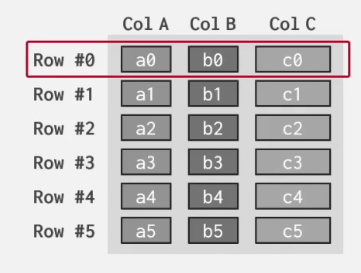 Col A Col B Col C
Row #0 a0 b0 c0
Row #1 a1 b1 c1
Row #2 a2 b2 c2
Row #3 a3 b3 c3
Row #4 a4 b4 c4
Row #5 a5 b5 c5